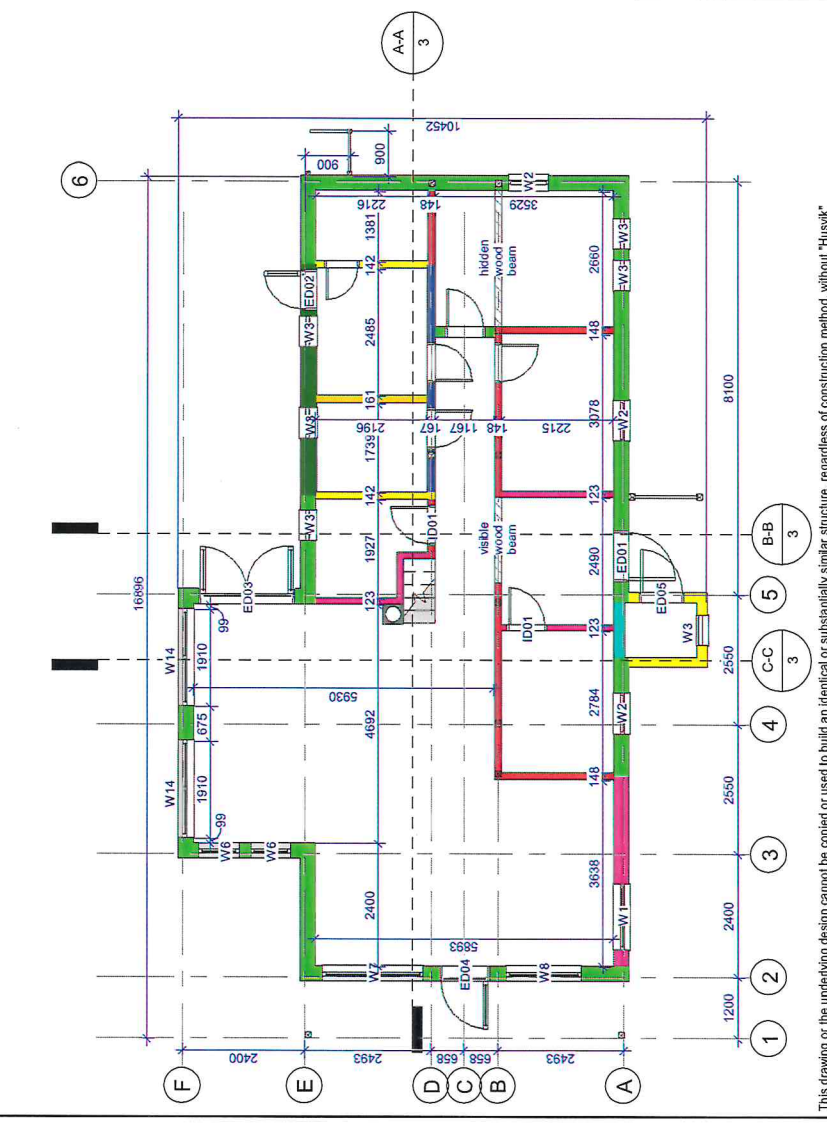 A-A
3
6
16896
10452
900
900
W2
2216
148
3529
1381
142
ED02
W3
2485
161
W3
2196
167
1167
148
2215
1739
142
W3
1927
ID01
123
ED03
hidden
wood
beam
visible
wood
beam
2660
W3
W3
148
3078
W2
123
2490
ED01
ID01
123
ED05
W3
2784
W2
148
3638
W1
8100
B-B
3
5
C-C
3
2550
4
2550
3
2400
2
1200
1
99
1910
W14
675
1910
W14
99
5930
4692
W6
W6
2400
5893
W7
ED04
W8
2400
2493
658
658
2493
F
E
D
C
B
A
This drawing or the underlying design cannot be copied or used to build an identical or substantially similar structure, regardless of construction method, without "Husvik"